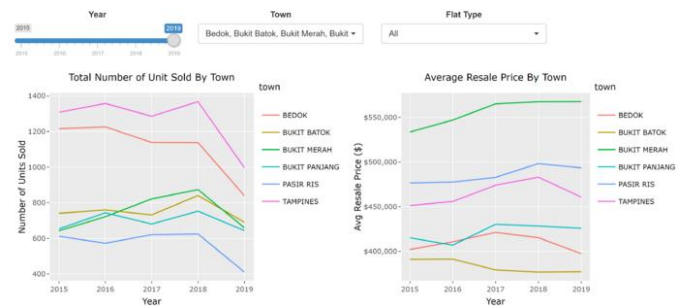 Year
Town
Flat Type
2015
2019
2015 2016 2017 2018 2019
Bedok, Bukit Batok, Bukit Merah, Bukit
All
Total Number of Unit Sold By Town
town
1400
1200
1000
800
600
400
Number of Units Sold
2015 2016 2017 2018 2019
Year
BEDOK
BUKIT BATOK
BUKIT MERAH
BUKIT PANJANG
PASIR RIS
TAMPINES
Average Resale Price By Town
town
$550,000
$500,000
$450,000
$400,000
Avg Resale Price ($)
2015 2016 2017 2018 2019
Year
BEDOK
BUKIT BATOK
BUKIT MERAH
BUKIT PANJANG
PASIR RIS
TAMPINES